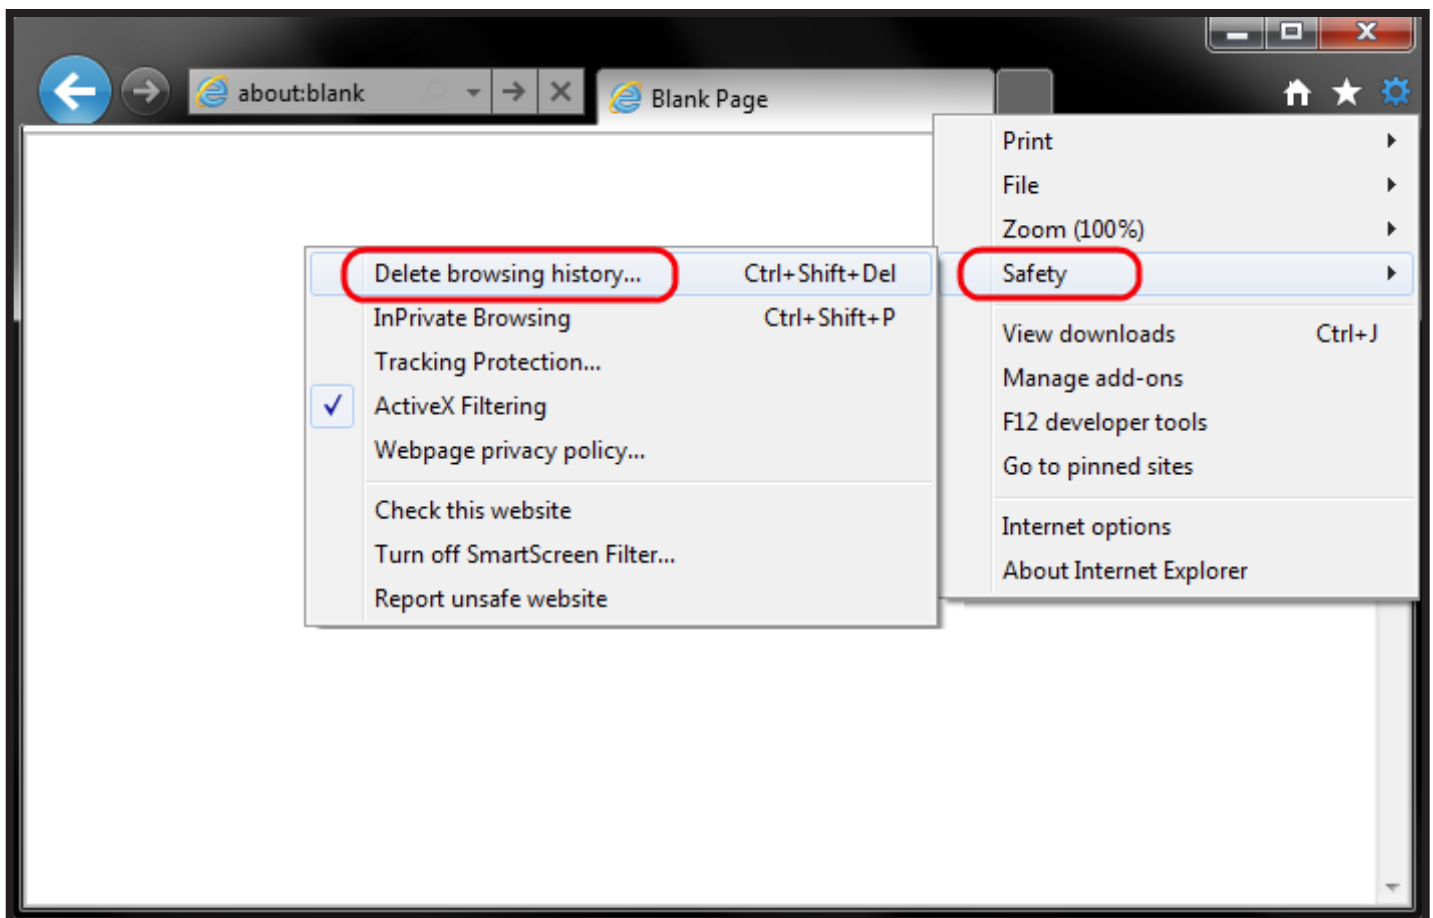 about:blank
Blank Page
Print
File
Zoom (100%)
Safety
View downloads Ctrl+J
Manage add-ons
F12 developer tools
Go to pinned sites
Internet options
About Internet Explorer
Delete browsing history... Ctrl+Shift+Del
InPrivate Browsing Ctrl+Shift+P
Tracking Protection...
ActiveX Filtering
Webpage privacy policy...
Check this website
Turn off SmartScreen Filter...
Report unsafe website